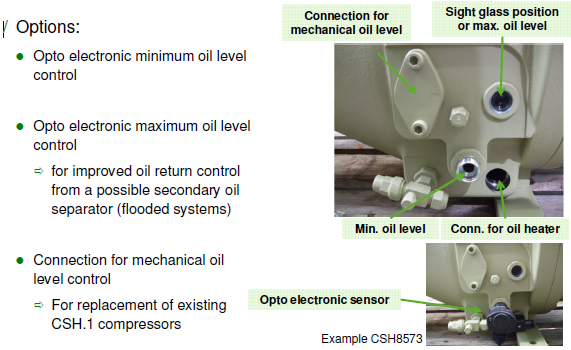 / Options:
● Opto electronic minimum oil level
control
● Opto electronic maximum oil level
control
⇨ for improved oil return control
from a possible secondary oil
separator (flooded systems)
● Connection for mechanical oil
level control
⇨ For replacement of existing
CSH.1 compressors
Connection for
mechanical oil level
Sight glass position
or max. oil level
Min. oil level
Conn. for oil heater
Opto electronic sensor
Example CSH8573